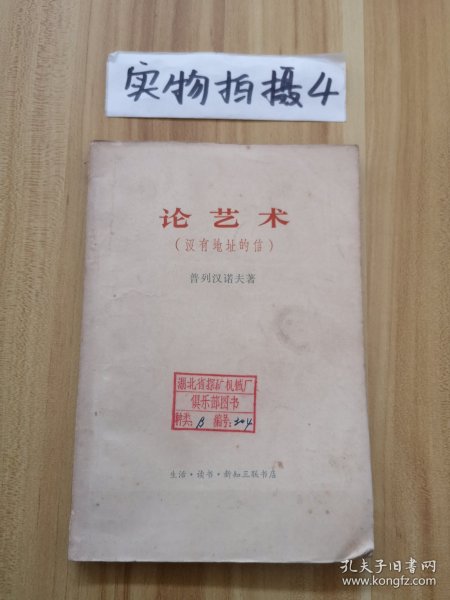 实物拍摄4
论艺术
(没有地址的信)
普列汉诺夫著
湖北省探矿机械厂
俱乐部图书
种类: B 编号: 204
生活·读书·新知三联书店
孔夫子旧书网
www.kongfz.com